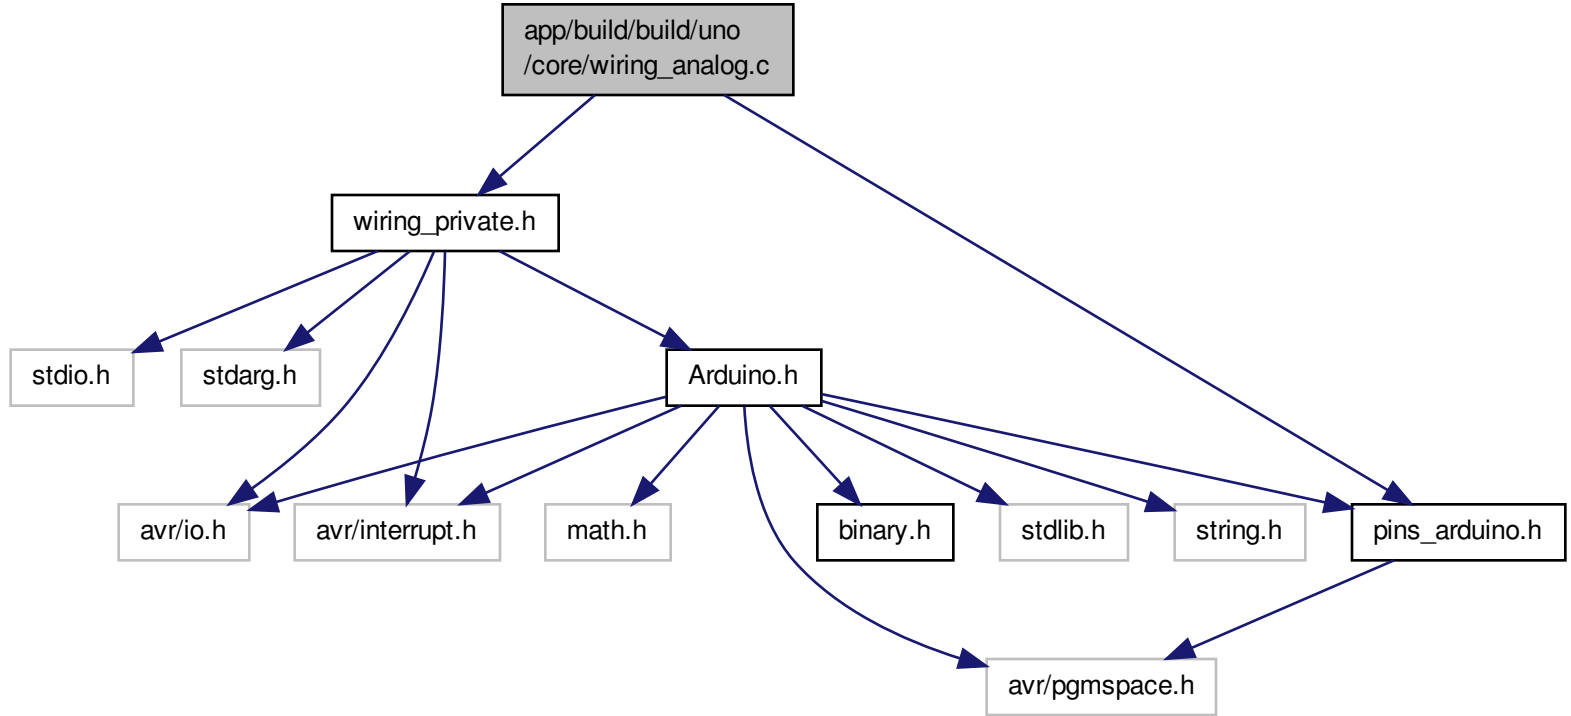 app/build/build/uno
/core/wiring_analog.c
wiring_private.h
stdio.h
stdarg.h
Arduino.h
avr/io.h
avr/interrupt.h
math.h
binary.h
stdlib.h
string.h
pins_arduino.h
avr/pgmspace.h